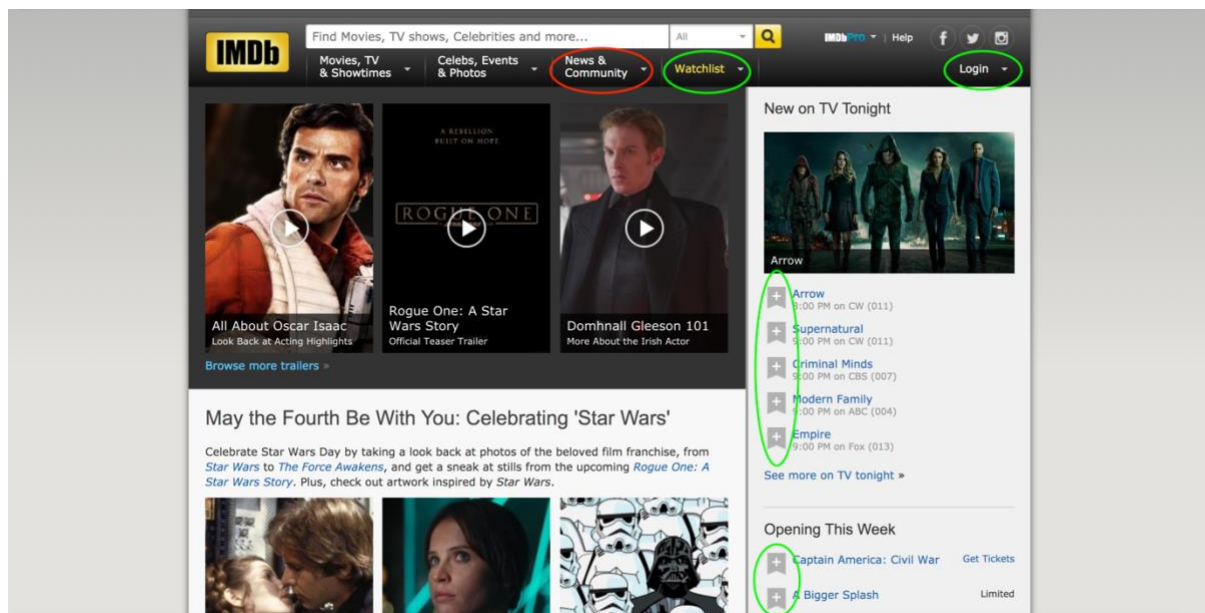 IMDb
Find Movies, TV shows, Celebrities and more...
All
IMDbPro
Help
Movies, TV
& Showtimes
Celebs, Events
& Photos
News &
Community
Watchlist
Login
A REBELLION
BUILT ON HOPE.
ROGUE ONE
All About Oscar Isaac
Look Back at Acting Highlights
Rogue One: A Star
Wars Story
Official Teaser Trailer
Domhnall Gleeson 101
More About the Irish Actor
Browse more trailers »
May the Fourth Be With You: Celebrating 'Star Wars'
Celebrate Star Wars Day by taking a look back at photos of the beloved film franchise, from
Star Wars to The Force Awakens, and get a sneak at stills from the upcoming Rogue One: A
Star Wars Story. Plus, check out artwork inspired by Star Wars.
New on TV Tonight
Arrow
Arrow
8:00 PM on CW (011)
Supernatural
9:00 PM on CW (011)
Criminal Minds
9:00 PM on CBS (007)
Modern Family
9:00 PM on ABC (004)
Empire
9:00 PM on Fox (013)
See more on TV tonight »
Opening This Week
Captain America: Civil War
Get Tickets
A Bigger Splash
Limited